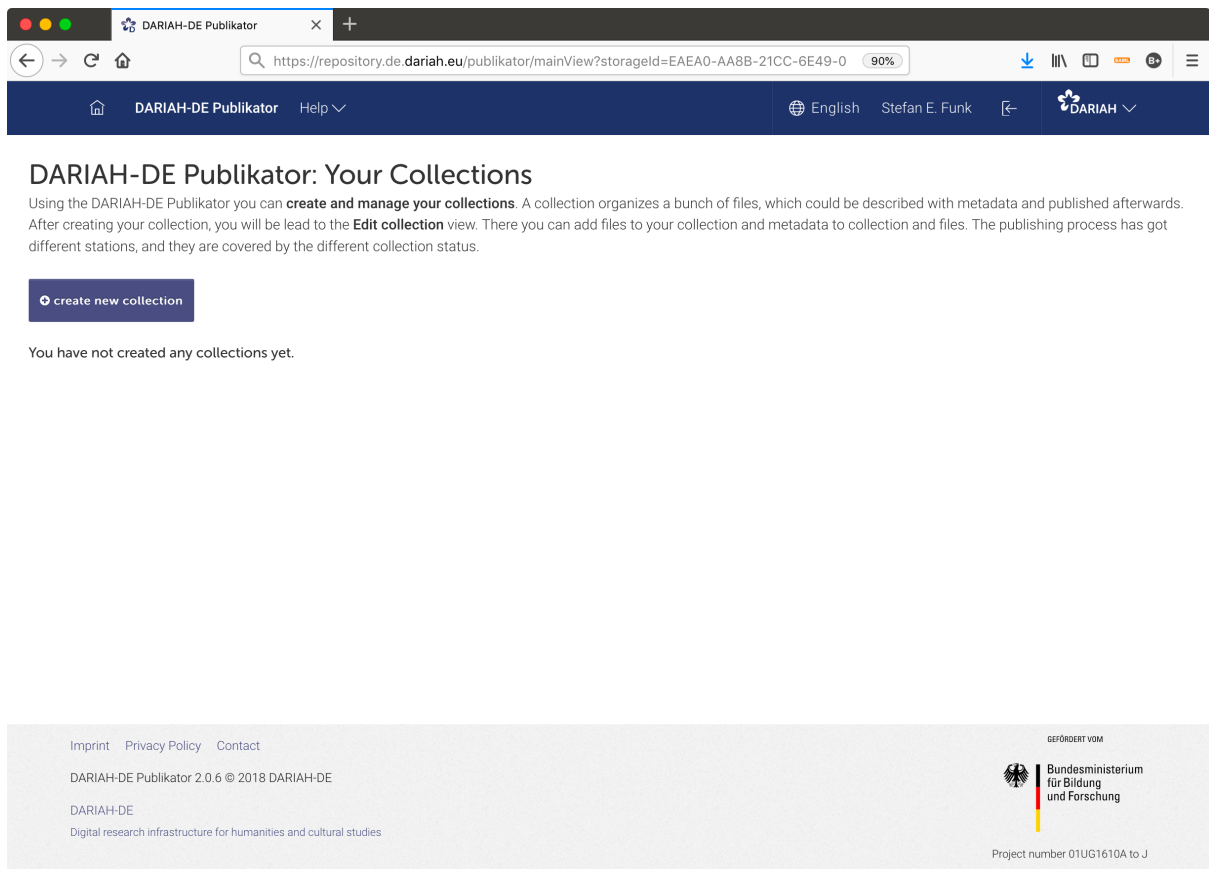 DARIAH-DE Publikator
https://repository.de.dariah.eu/publikator/mainView?storageId=EAEA0-AA8B-21CC-6E49-0 90%
DARIAH-DE Publikator Help English Stefan E. Funk DARIAH
DARIAH-DE Publikator: Your Collections
Using the DARIAH-DE Publikator you can create and manage your collections. A collection organizes a bunch of files, which could be described with metadata and published afterwards.
After creating your collection, you will be lead to the Edit collection view. There you can add files to your collection and metadata to collection and files. The publishing process has got
different stations, and they are covered by the different collection status.
create new collection
You have not created any collections yet.
Imprint Privacy Policy Contact
DARIAH-DE Publikator 2.0.6 © 2018 DARIAH-DE
DARIAH-DE
Digital research infrastructure for humanities and cultural studies
GEFÖRDERT VOM
Bundesministerium
für Bildung
und Forschung
Project number 01UG1610A to J